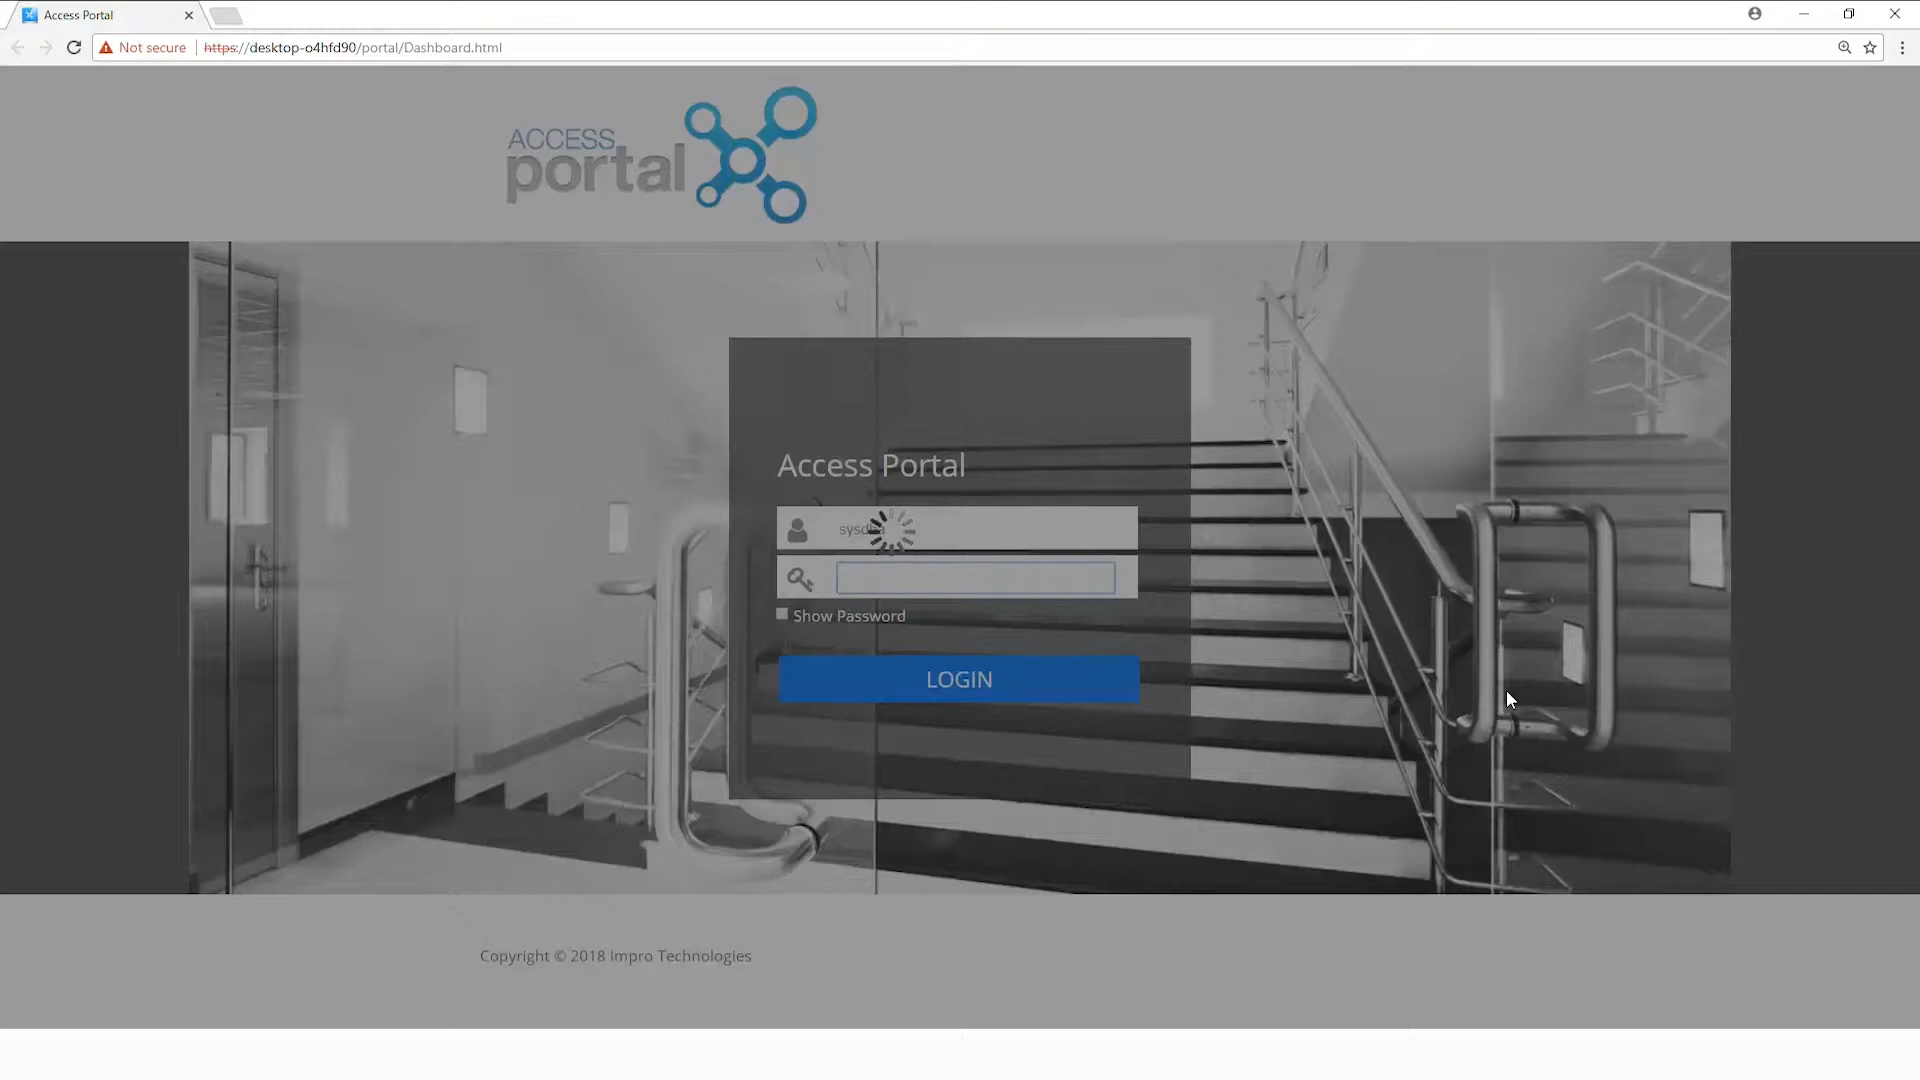 Access Portal
Not secure
https://desktop-o4hfd90/portal/Dashboard.html
ACCESS
portal
Access Portal
Show Password
LOGIN
Copyright © 2018 Impro Technologies